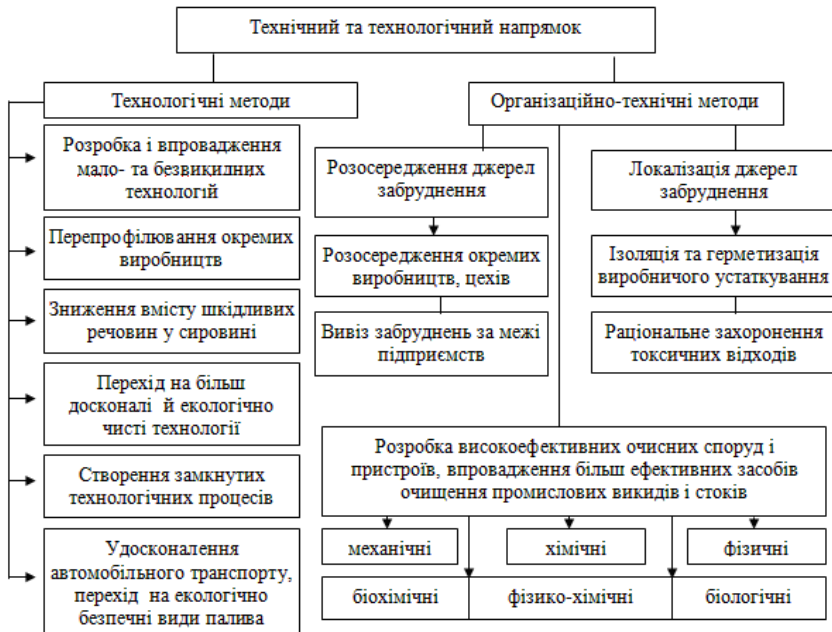 Технічний та технологічний напрямок
Технологічні методи
Розробка і впровадження
мало- та безвикидних
технологій
Перепрофілювання окремих
виробництв
Зниження вмісту шкідливих
речовин у сировині
Перехід на більш
досконалі й екологічно
чисті технології
Створення замкнутих
технологічних процесів
Удосконалення
автомобільного транспорту,
перехід на екологічно
безпечні види палива
Організаційно-технічні методи
Розосередження джерел
забруднення
Розосередження окремих
виробництв, цехів
Вивіз забруднень за межі
підприємств
Локалізація джерел
забруднення
Ізоляція та герметизація
виробничого устаткування
Раціональне захоронення
токсичних відходів
Розробка високоефективних очисних споруд і
пристроїв, впровадження більш ефективних засобів
очищення промислових викидів і стоків
механічні
хімічні
фізичні
біохімічні
фізико-хімічні
біологічні